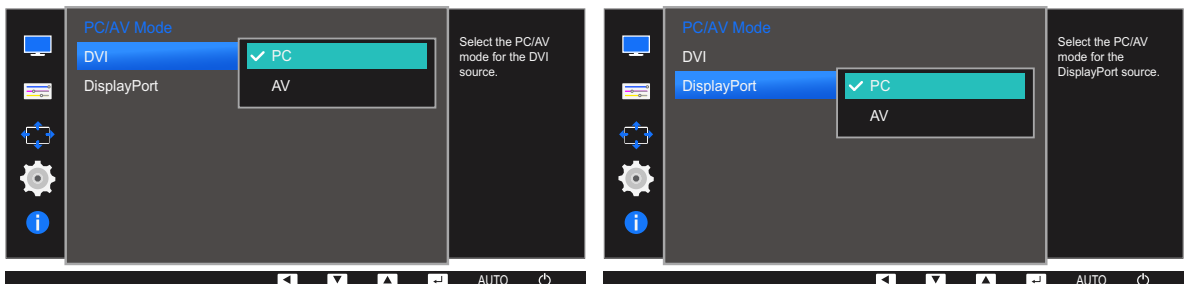 PC/AV Mode
DVI
PC
DisplayPort
AV
Select the PC/AV
mode for the DVI
source.
AUTO
PC/AV Mode
DVI
DisplayPort
PC
AV
Select the PC/AV
mode for the
DisplayPort source.
AUTO